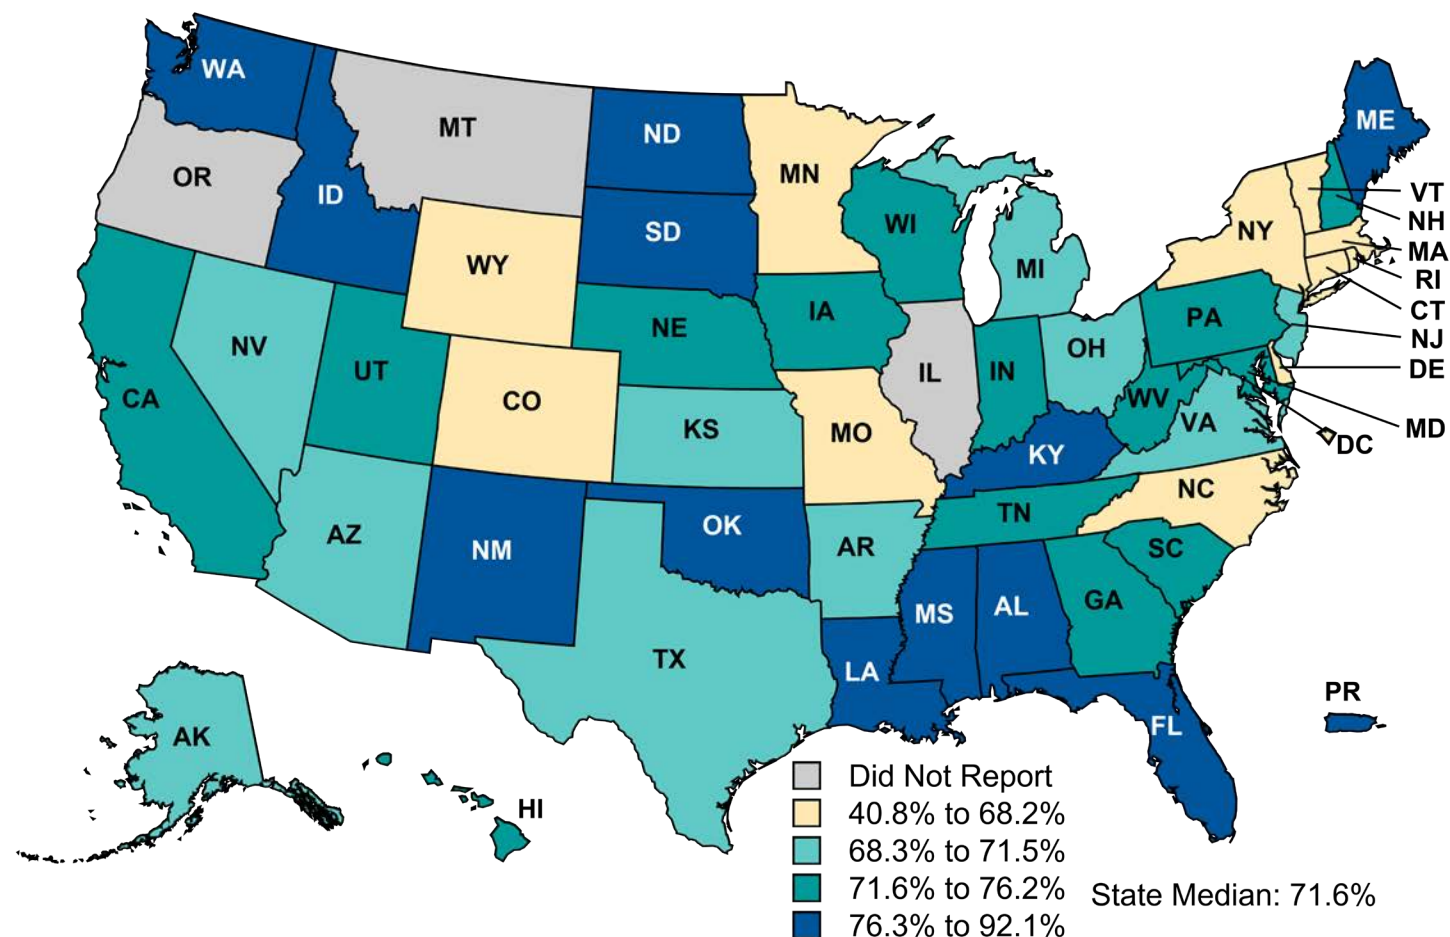 WA
MT
ND
MN
ME
OR
ID
SD
WI
MI
NY
VT
NH
MA
RI
CT
NJ
DE
MD
DC
WY
NE
IA
PA
NV
UT
CO
KS
MO
IL
IN
OH
WV
VA
KY
CA
AZ
NM
OK
AR
TN
NC
SC
MS
AL
GA
TX
LA
FL
PR
AK
HI
Did Not Report
40.8% to 68.2%
68.3% to 71.5%
71.6% to 76.2%
State Median: 71.6%
76.3% to 92.1%